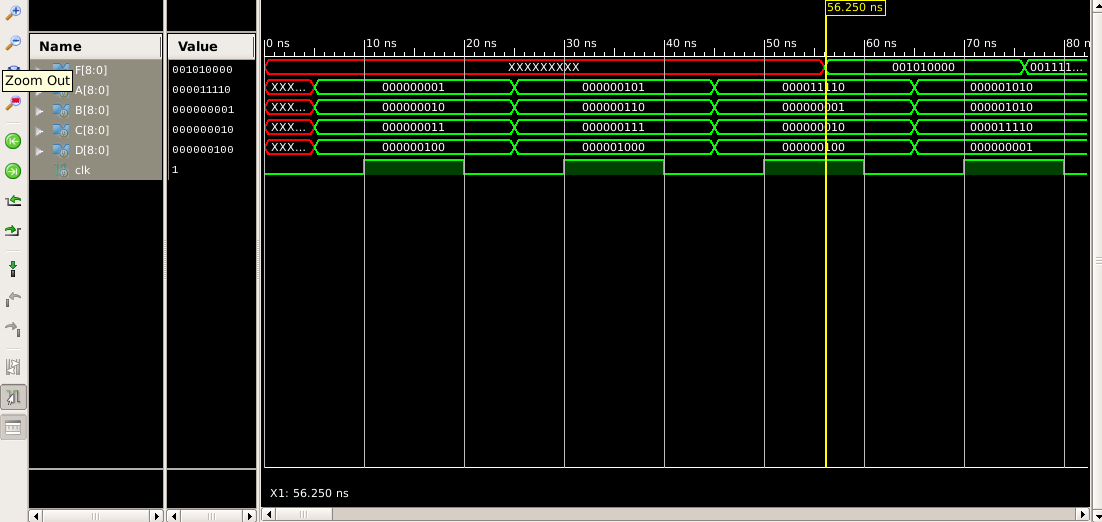 56.250 ns
Name Value 0 ns 10 ns 20 ns 30 ns 40 ns 50 ns 60 ns 70 ns 80 n
F[8:0] 001010000 XXXXXXXXX 001010000 001111...
Zoom Out
A[8:0] 000011110 XXX... 000000001 000000101 000011110 000001010
B[8:0] 000000001 XXX... 000000010 000000110 000000001 000001010
C[8:0] 000000010 XXX... 000000011 000000111 000000010 000011110
D[8:0] 000000100 XXX... 000000100 000001000 000000100 000000001
clk 1
X1: 56.250 ns